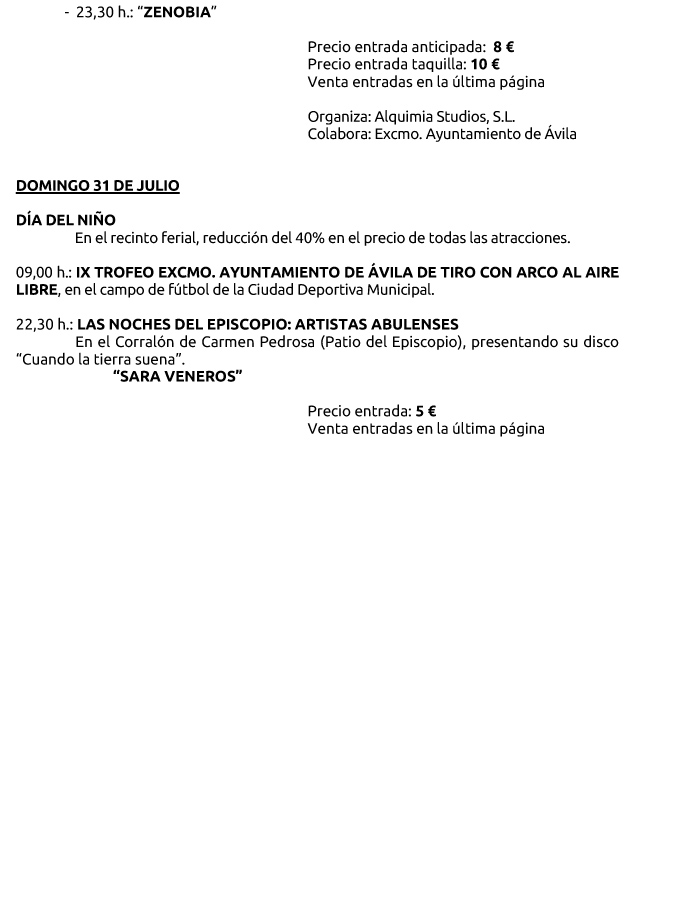 - 23,30 h.: “ZENOBIA”
Precio entrada anticipada: 8 €
Precio entrada taquilla: 10 €
Venta entradas en la última página
Organiza: Alquimia Studios, S.L.
Colabora: Excmo. Ayuntamiento de Ávila
DOMINGO 31 DE JULIO
DÍA DEL NIÑO
En el recinto ferial, reducción del 40% en el precio de todas las atracciones.
09,00 h.: IX TROFEO EXCMO. AYUNTAMIENTO DE ÁVILA DE TIRO CON ARCO AL AIRE
LIBRE, en el campo de fútbol de la Ciudad Deportiva Municipal.
22,30 h.: LAS NOCHES DEL EPISCOPIO: ARTISTAS ABULENSES
En el Corralón de Carmen Pedrosa (Patio del Episcopio), presentando su disco
“Cuando la tierra suena”.
“SARA VENEROS”
Precio entrada: 5 €
Venta entradas en la última página